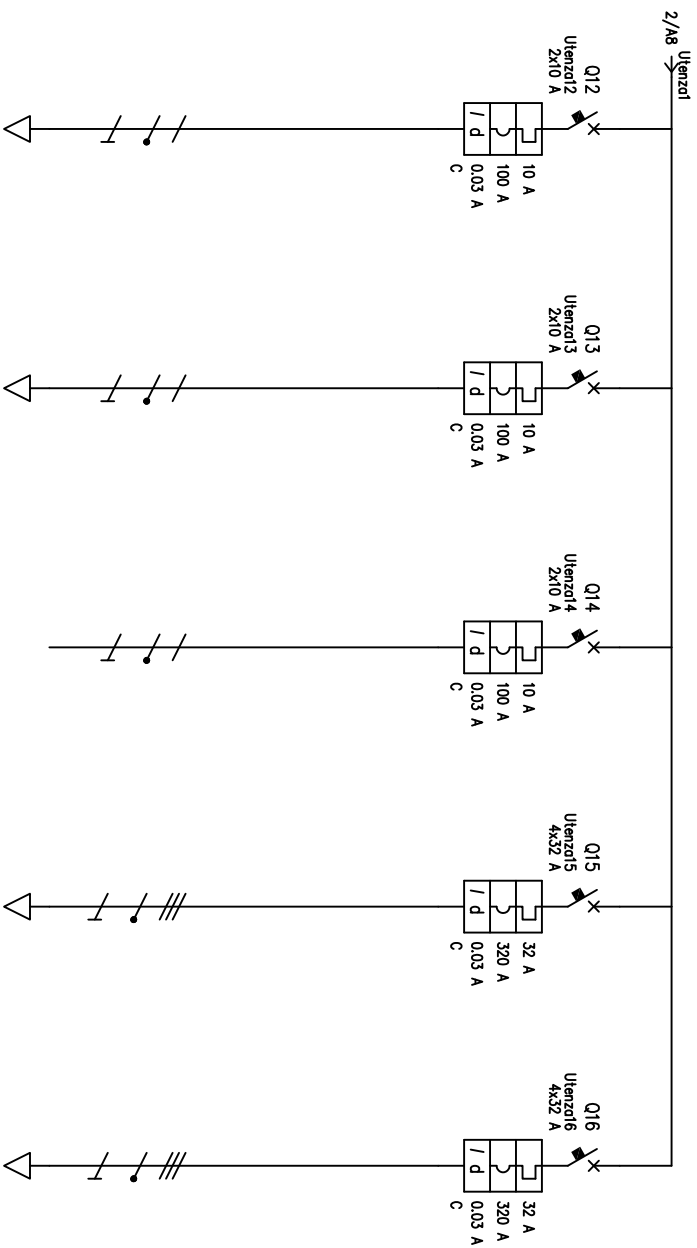 Utenza1
2/A8
Q12
Utenza12
2x10 A
10 A
100 A
0.03 A
C
I d
Q13
Utenza13
2x10 A
10 A
100 A
0.03 A
C
I d
Q14
Utenza14
2x10 A
10 A
100 A
0.03 A
C
I d
Q15
Utenza15
4x32 A
32 A
320 A
0.03 A
C
I d
Q16
Utenza16
4x32 A
32 A
320 A
0.03 A
C
I d